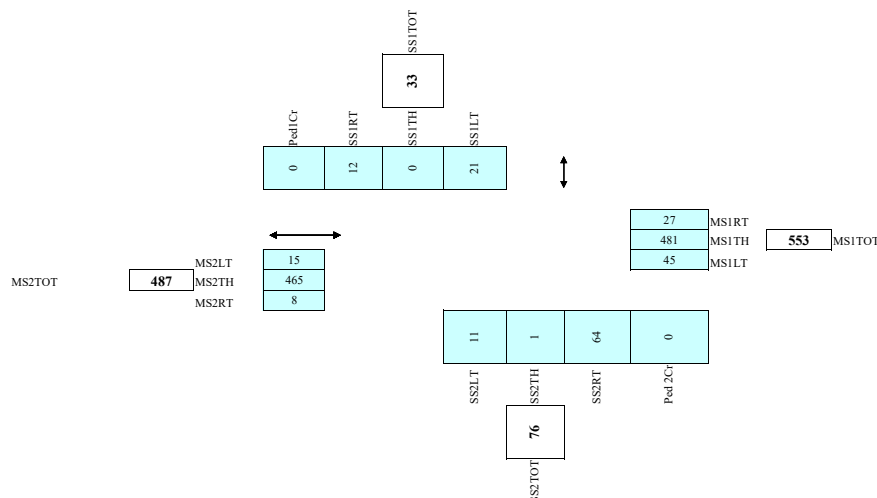 SS1TOT
33
Ped1Cr
SS1RT
SS1TH
SS1LT
0
12
0
21
27 MS1RT
481 MS1TH 553 MS1TOT
45 MS1LT
MS2LT 15
MS2TOT 487 MS2TH 465
MS2RT 8
11
1
64
0
SS2LT
SS2TH
SS2RT
Ped 2Cr
76
SS2TOT